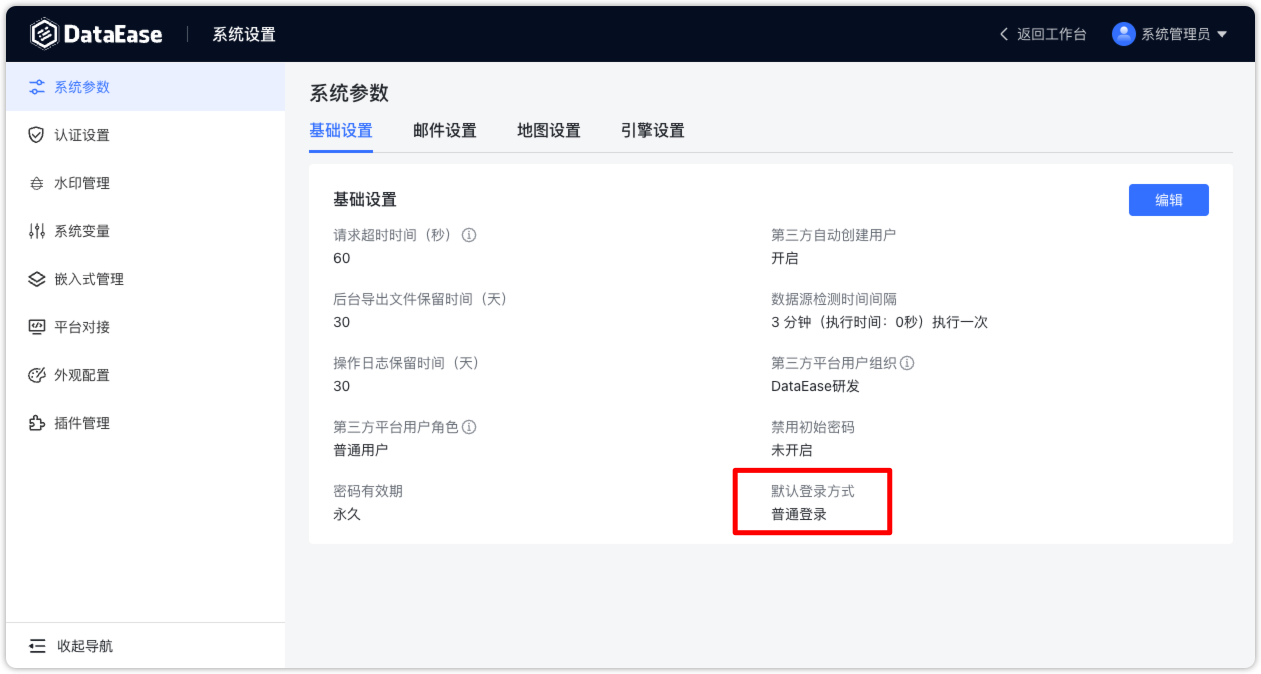 DataEase
系统设置
返回工作台
系统管理员
系统参数
认证设置
水印管理
系统变量
嵌入式管理
平台对接
外观配置
插件管理
收起导航
系统参数
基础设置 邮件设置 地图设置 引擎设置
基础设置
编辑
请求超时时间（秒）
60
第三方自动创建用户
开启
后台导出文件保留时间（天）
30
数据源检测时间间隔
3 分钟（执行时间：0秒）执行一次
操作日志保留时间（天）
30
第三方平台用户组织
DataEase研发
第三方平台用户角色
普通用户
禁用初始密码
未开启
密码有效期
永久
默认登录方式
普通登录